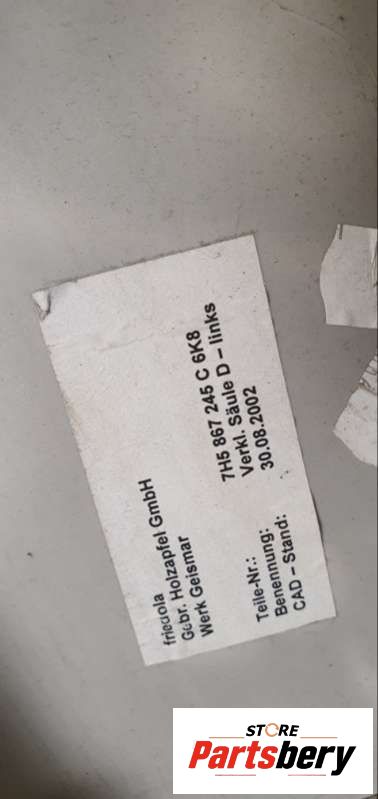 friedola
Gebr. Holzapfel GmbH
Werk Geismar
Teile-Nr.: 7H5 867 245 C 6K8
Benennung: Verkl. Säule D – links
CAD – Stand: 30.08.2002
STORE
Partsbery